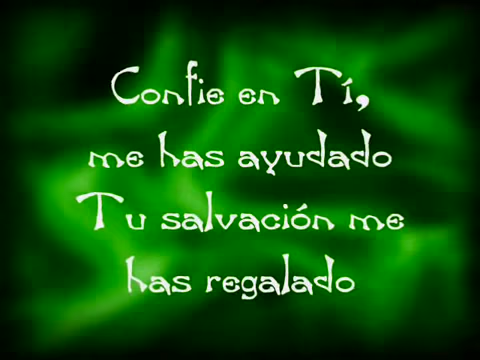 Confie en Tí,
me has ayudado
Tu salvación me
has regalado